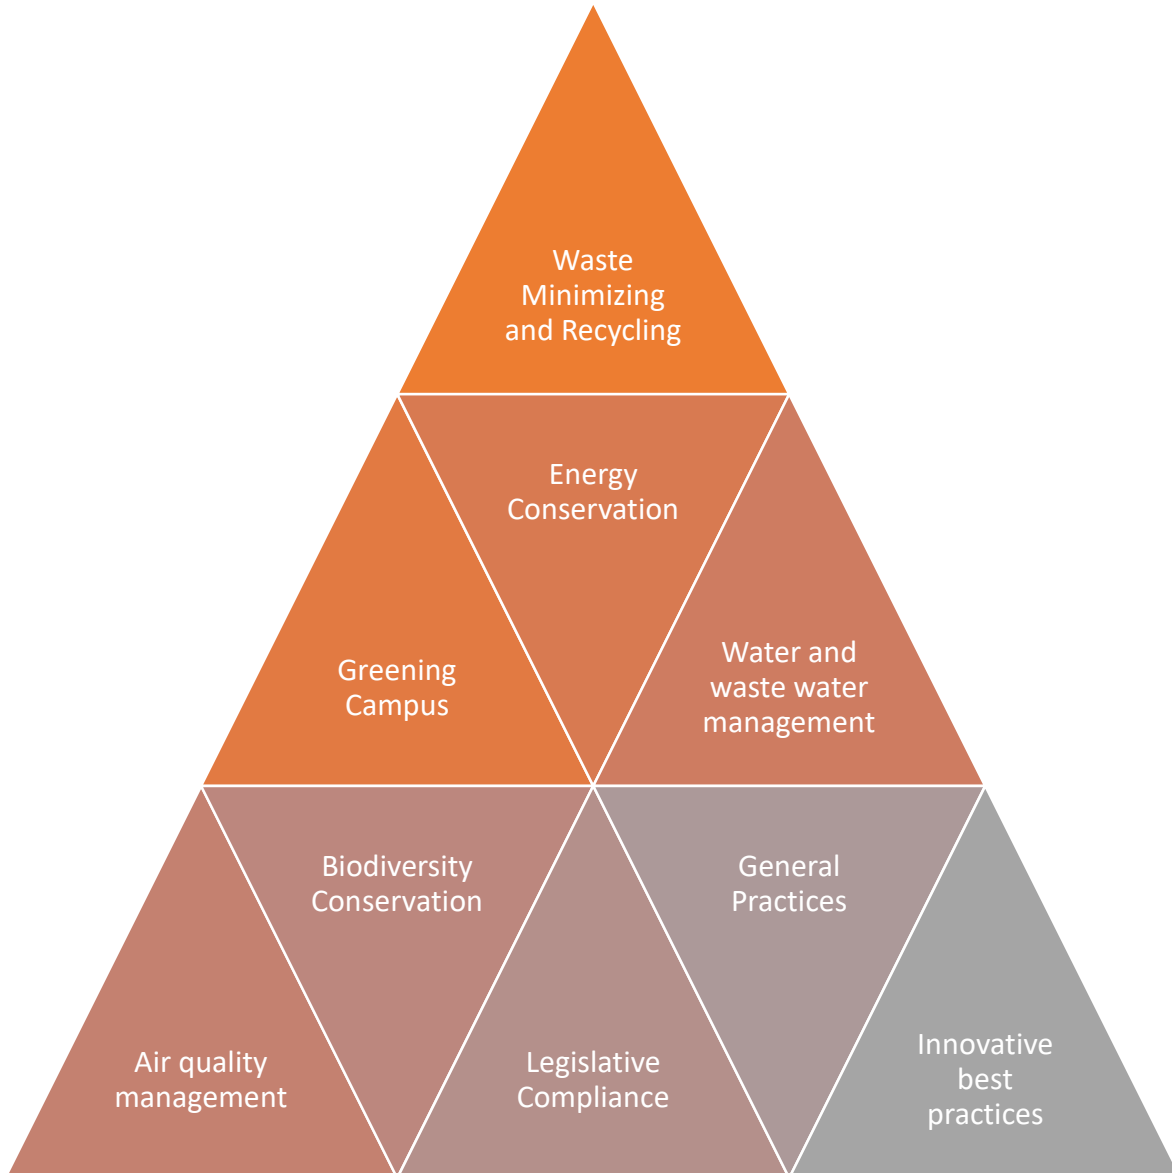 Waste
Minimizing
and Recycling
Energy
Conservation
Greening
Campus
Water and
waste water
management
Biodiversity
Conservation
General
Practices
Air quality
management
Legislative
Compliance
Innovative
best
practices